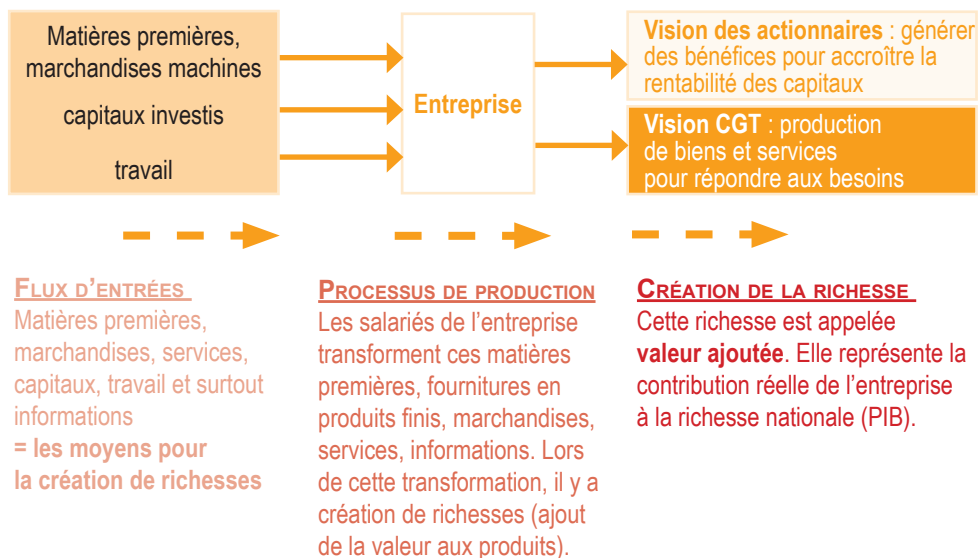 Matières premières,
marchandises machines
capitaux investis
travail
Entreprise
Vision des actionnaires : générer
des bénéfices pour accroître la
rentabilité des capitaux
Vision CGT : production
de biens et services
pour répondre aux besoins
FLUX D’ENTRÉES
Matières premières,
marchandises, services,
capitaux, travail et surtout
informations
= les moyens pour
la création de richesses
PROCESSUS DE PRODUCTION
Les salariés de l’entreprise
transforment ces matières
premières, fournitures en
produits finis, marchandises,
services, informations. Lors
de cette transformation, il y a
création de richesses (ajout
de la valeur aux produits).
CRÉATION DE LA RICHESSE
Cette richesse est appelée
valeur ajoutée. Elle représente la
contribution réelle de l’entreprise
à la richesse nationale (PIB).